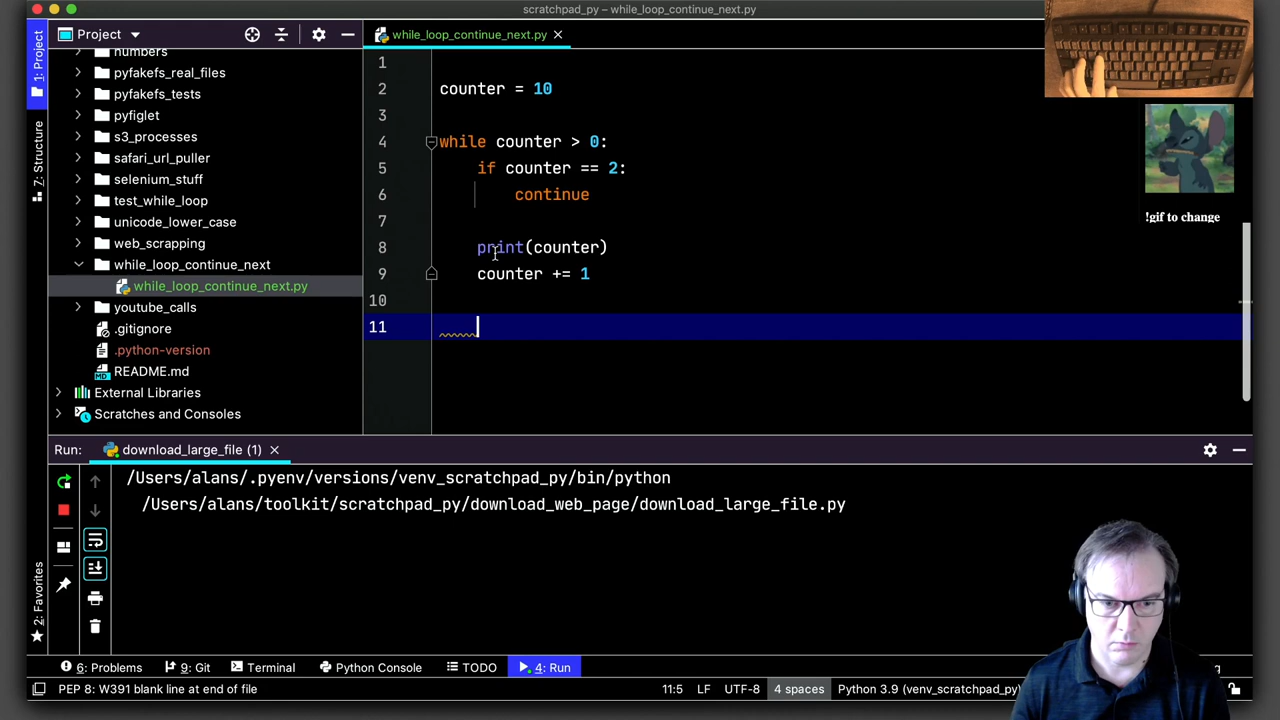 scratchpad_py – while_loop_continue_next.py
Project
while_loop_continue_next.py
1: Project
7: Structure
2: Favorites
numbers
pyfakefs_real_files
pyfakefs_tests
pyfiglet
s3_processes
safari_url_puller
selenium_stuff
test_while_loop
unicode_lower_case
web_scrapping
while_loop_continue_next
while_loop_continue_next.py
youtube_calls
.gitignore
.python-version
README.md
External Libraries
Scratches and Consoles
1
2 counter = 10
3
4 while counter > 0:
5 if counter == 2:
6 continue
7
8 print(counter)
9 counter += 1
10
11
!gif to change
Run: download_large_file (1)
/Users/alans/.pyenv/versions/venv_scratchpad_py/bin/python
/Users/alans/toolkit/scratchpad_py/download_web_page/download_large_file.py
6: Problems 9: Git Terminal Python Console TODO 4: Run
PEP 8: W391 blank line at end of file 11:5 LF UTF-8 4 spaces Python 3.9 (venv_scratchpad_py)